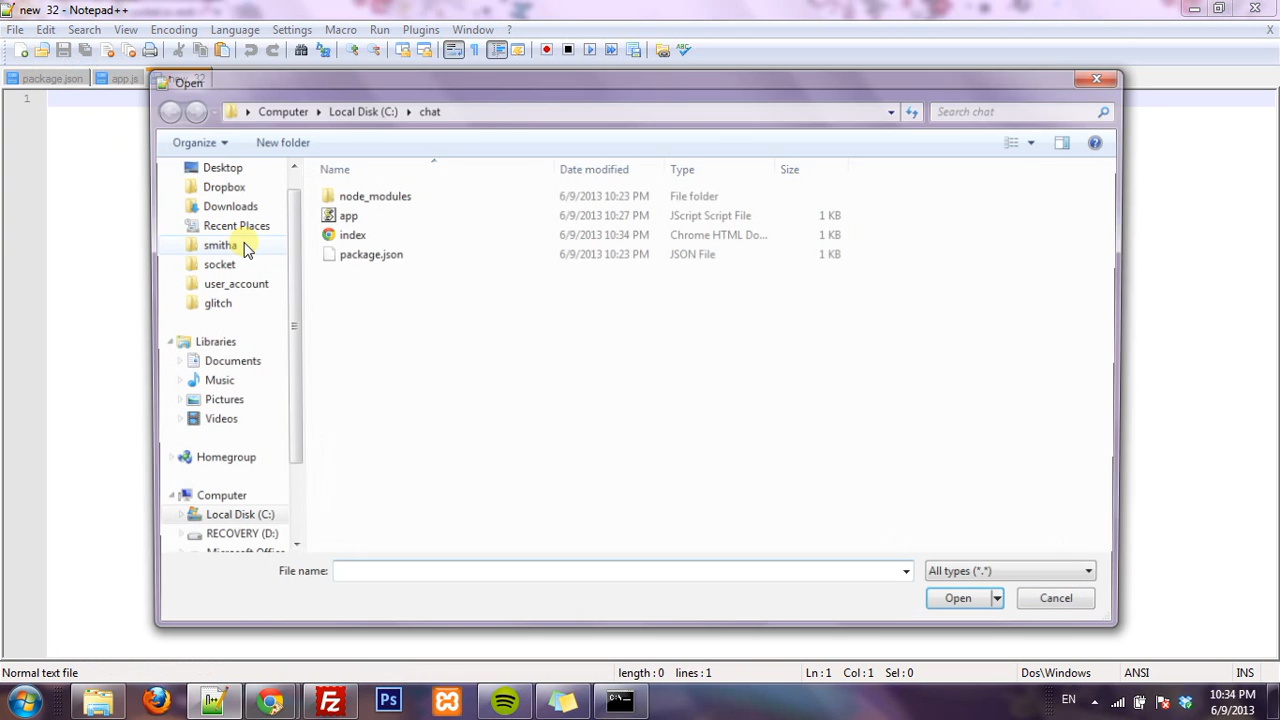 new 32 - Notepad++
File Edit Search View Encoding Language Settings Macro Run Plugins Window ? X
package.json app.js new 32
Open
Computer Local Disk (C:) chat Search chat
Organize New folder
Name Date modified Type Size
Desktop
Dropbox
Downloads
Recent Places
smitha
socket
user_account
glitch
Libraries
Documents
Music
Pictures
Videos
Homegroup
Computer
Local Disk (C:)
RECOVERY (D:)
Microsoft Office
node_modules 6/9/2013 10:23 PM File folder
app 6/9/2013 10:27 PM JScript Script File 1 KB
index 6/9/2013 10:34 PM Chrome HTML Do... 1 KB
package.json 6/9/2013 10:23 PM JSON File 1 KB
File name: All types (*.*)
Open Cancel
1
Normal text file length : 0 lines : 1 Ln : 1 Col : 1 Sel : 0 Dos\Windows ANSI INS
EN 10:34 PM
6/9/2013